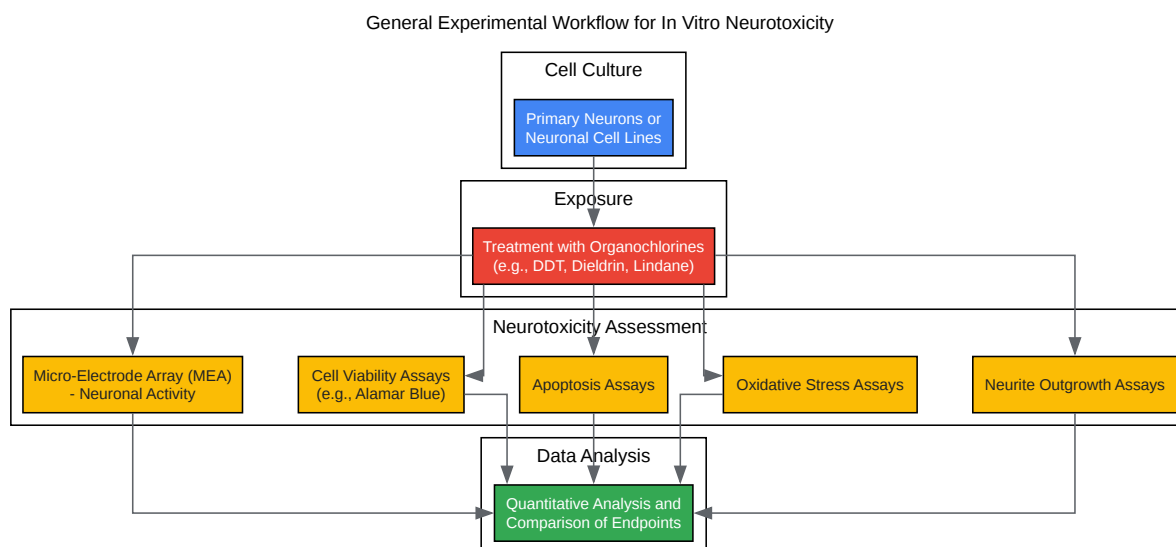 General Experimental Workflow for In Vitro Neurotoxicity
Cell Culture
Primary Neurons or
Neuronal Cell Lines
Exposure
Treatment with Organochlorines
(e.g., DDT, Dieldrin, Lindane)
Neurotoxicity Assessment
Micro-Electrode Array (MEA)
- Neuronal Activity
Cell Viability Assays
(e.g., Alamar Blue)
Apoptosis Assays
Oxidative Stress Assays
Neurite Outgrowth Assays
Data Analysis
Quantitative Analysis and
Comparison of Endpoints